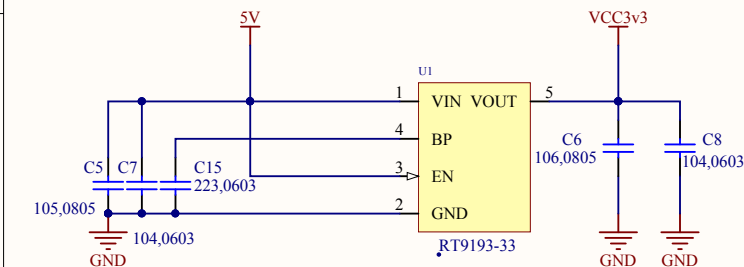 5V
VCC3v3
U1
1 VIN VOUT 5
4 BP
3 EN
2 GND
C5 C7 C15
223,0603
105,0805
104,0603
C6
106,0805
C8
104,0603
RT9193-33
GND
GND
GND